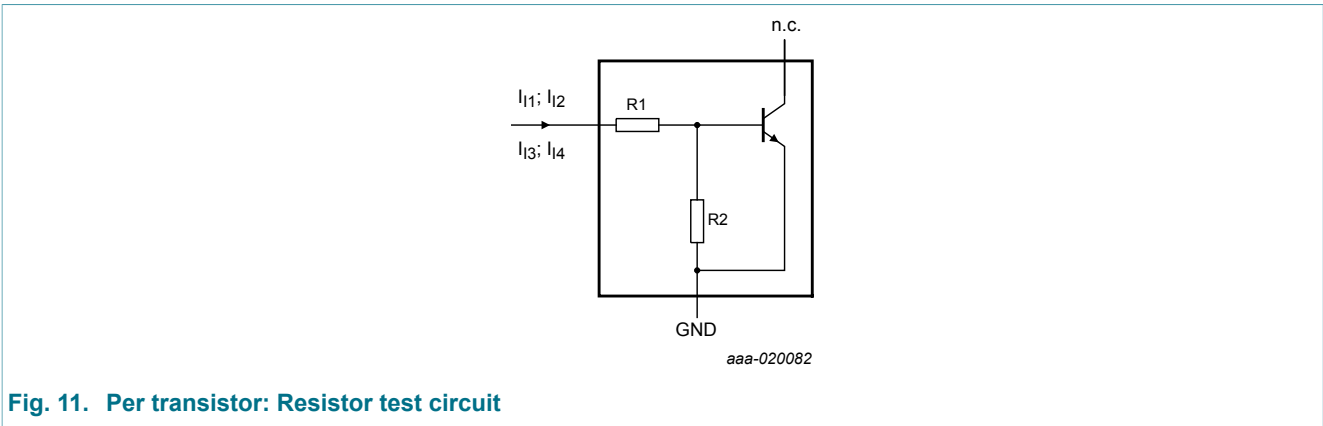 n.c.
I_I1; I_I2
R1
I_I3; I_I4
R2
GND
aaa-020082
Fig. 11. Per transistor: Resistor test circuit